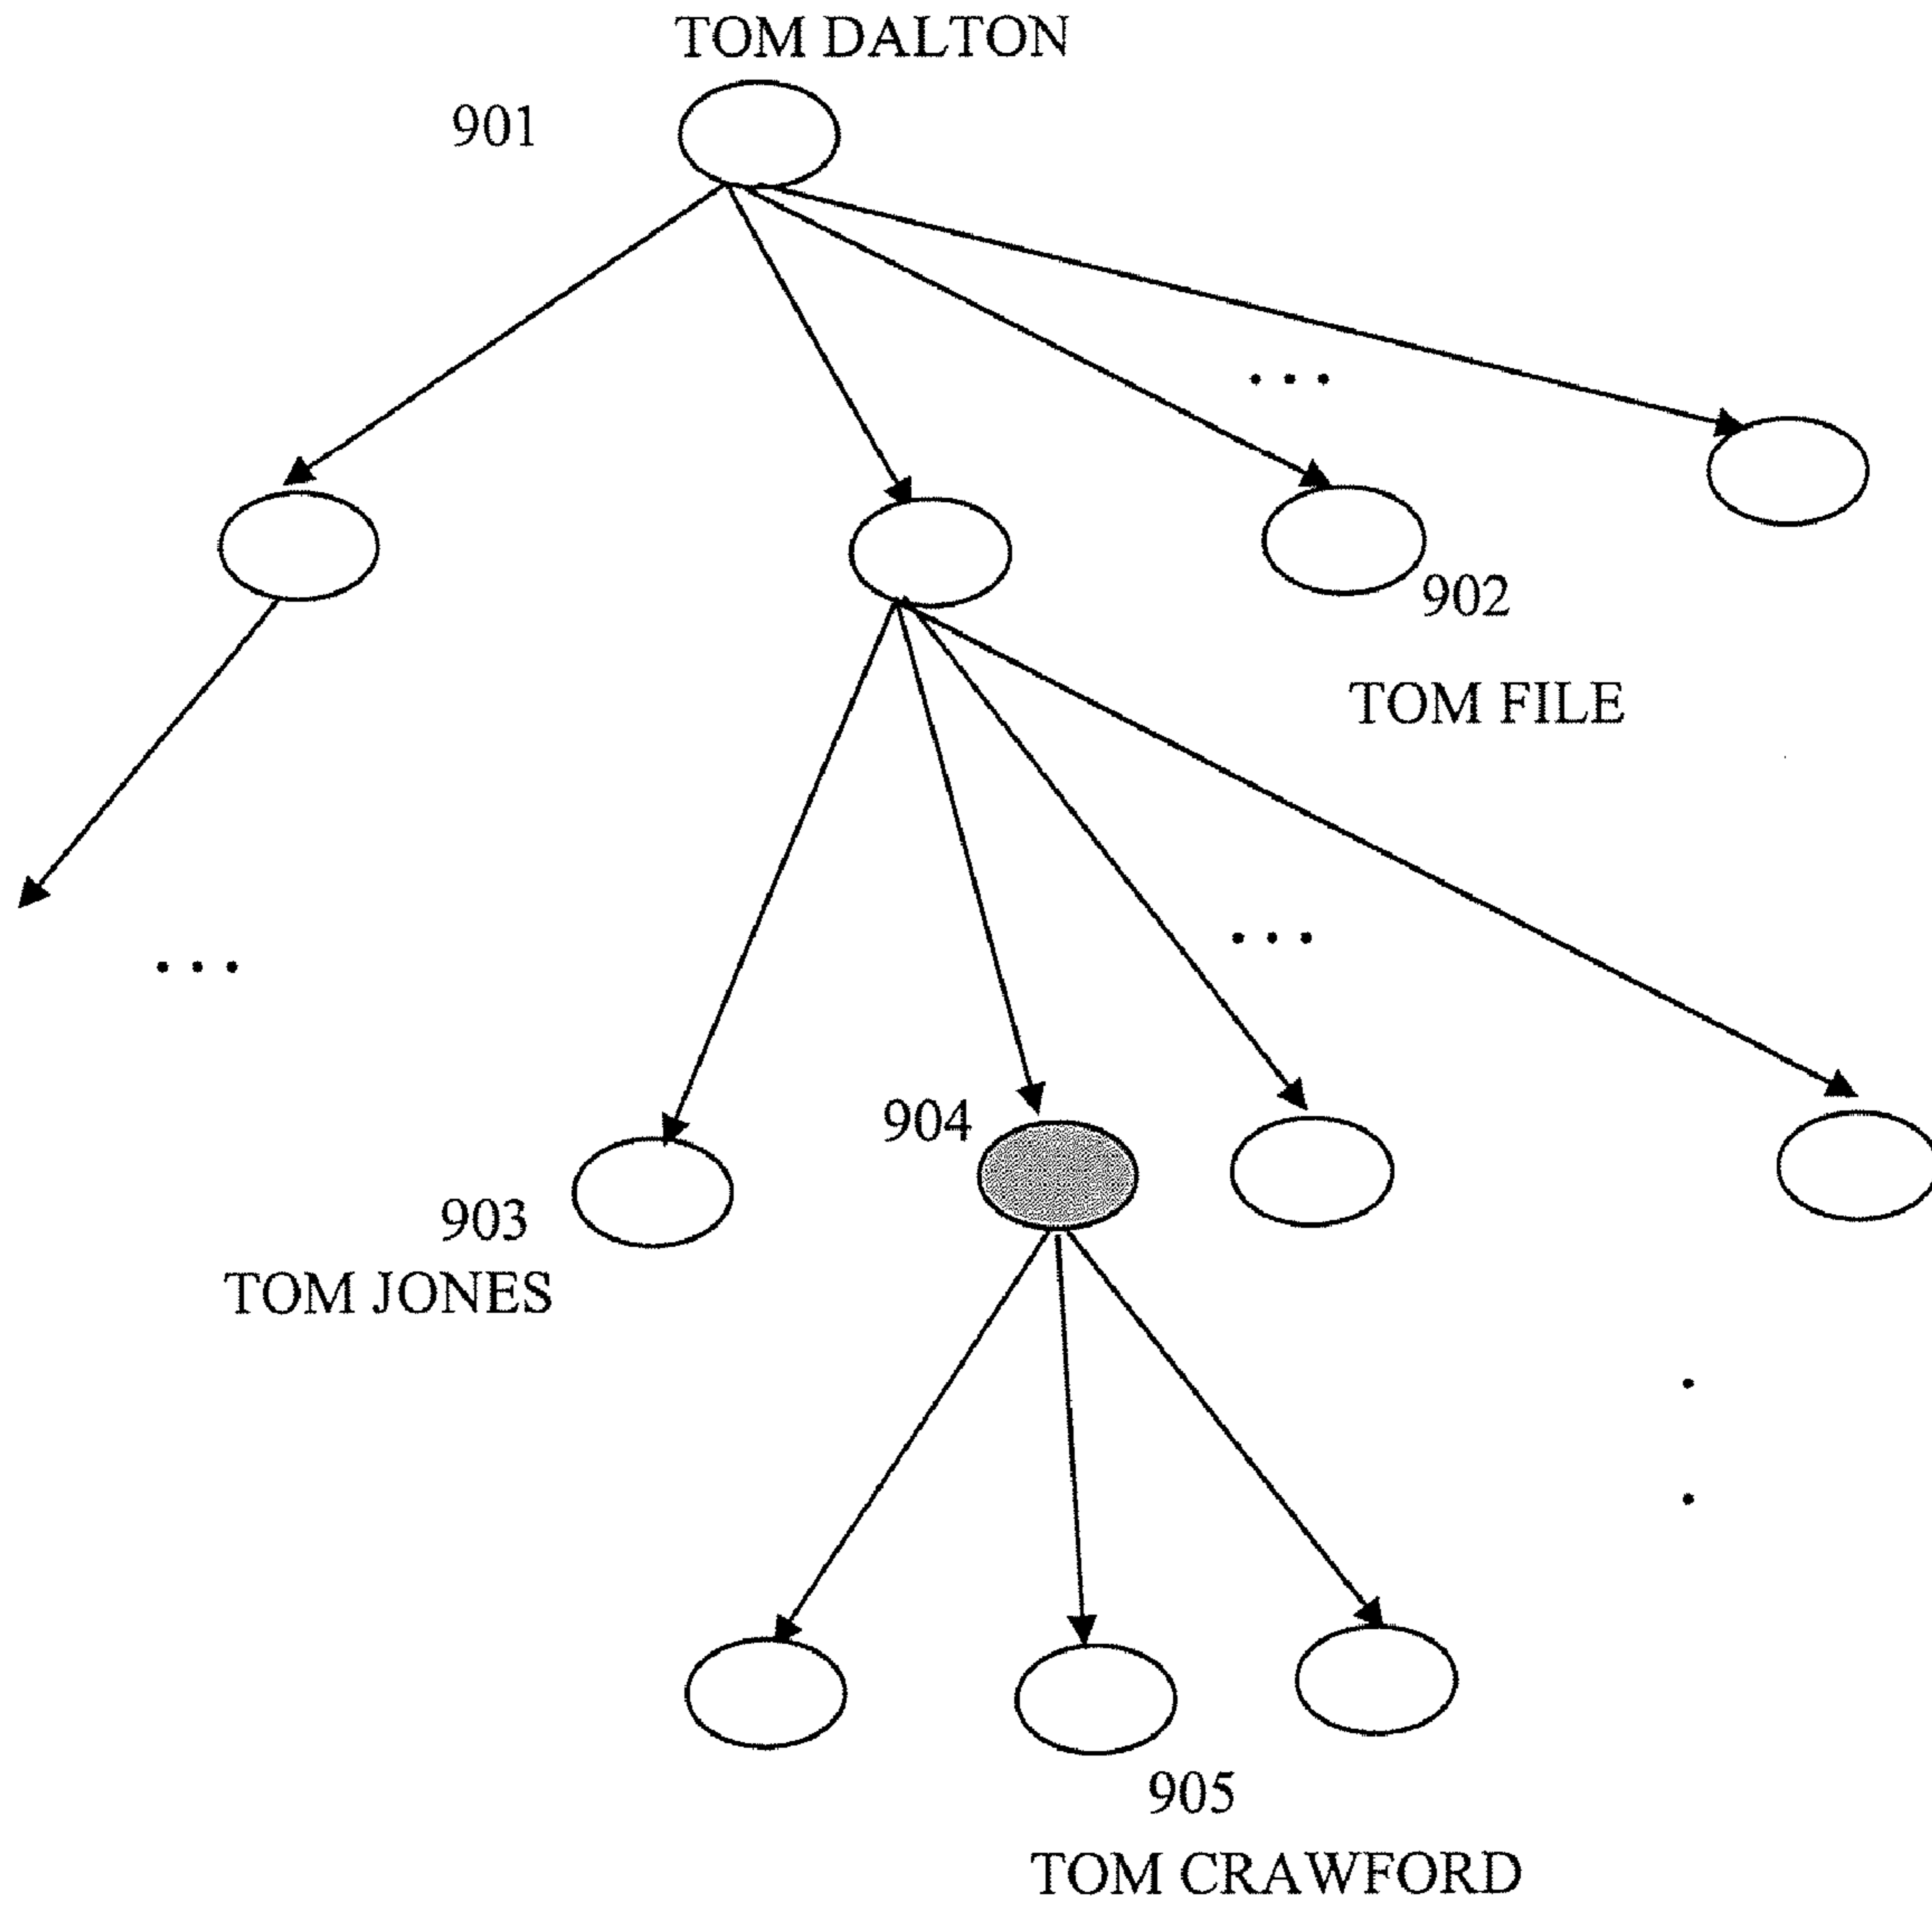 TOM DALTON
901
. . .
902
TOM FILE
. . .
. . .
904
903
TOM JONES
905
TOM CRAWFORD